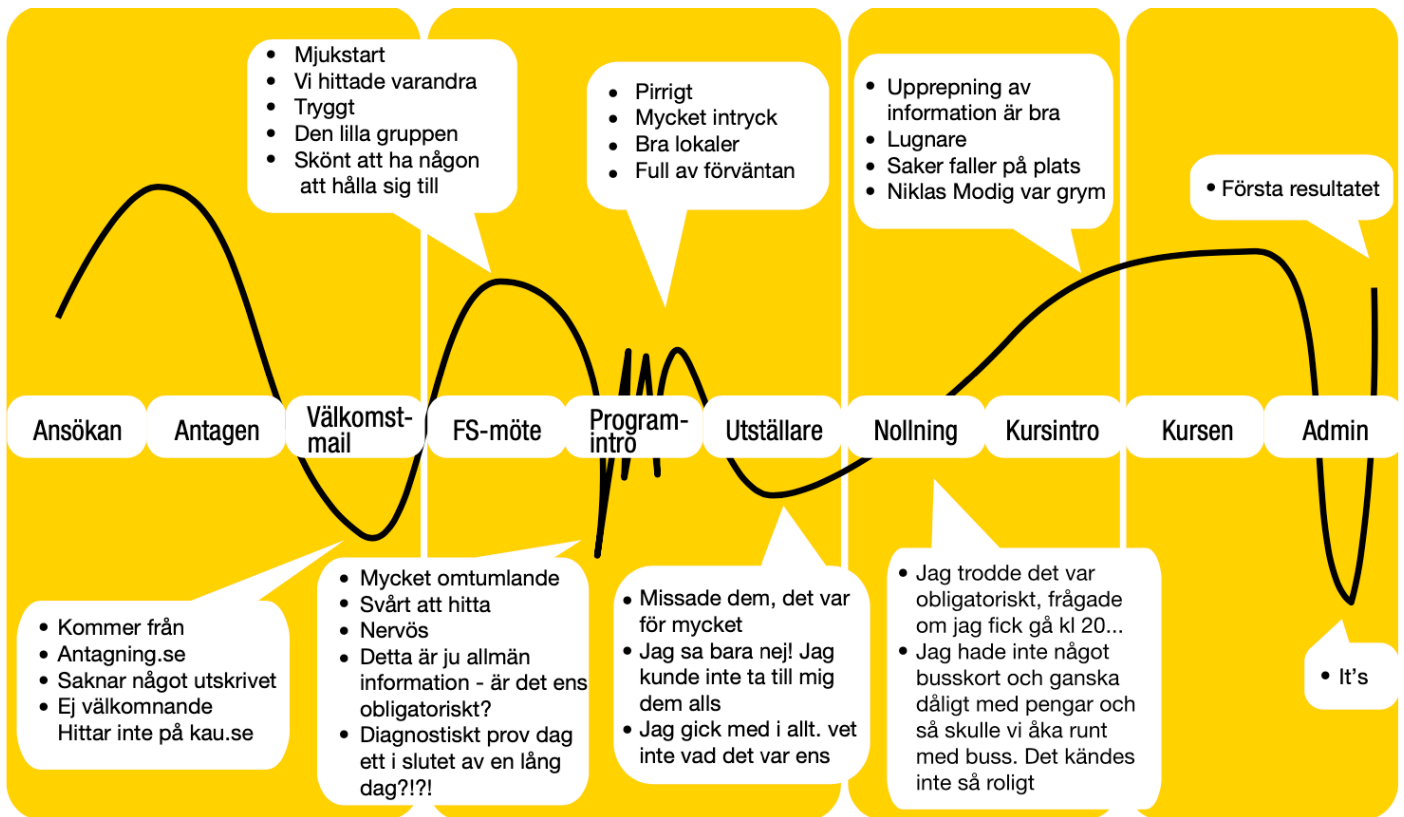 • Mjukstart
• Vi hittade varandra
• Tryggt
• Den lilla gruppen
• Skönt att ha någon
att hålla sig till
• Pirrigt
• Mycket intryck
• Bra lokaler
• Full av förväntan
• Upprepning av
information är bra
• Lugnare
• Saker faller på plats
• Niklas Modig var grym
• Första resultatet
Ansökan
Antagen
Välkomst-
mail
FS-möte
Program-
intro
Utställare
Nollning
Kursintro
Kursen
Admin
• Kommer från
• Antagning.se
• Saknar något utskrivet
• Ej välkomnande
Hittar inte på kau.se
• Mycket omtumlande
• Svårt att hitta
• Nervös
• Detta är ju allmän
information - är det ens
obligatoriskt?
• Diagnostiskt prov dag
ett i slutet av en lång
dag?!?!
• Missade dem, det var
för mycket
• Jag sa bara nej! Jag
kunde inte ta till mig
dem alls
• Jag gick med i allt. vet
inte vad det var ens
• Jag trodde det var
obligatoriskt, frågade
om jag fick gå kl 20...
• Jag hade inte något
busskort och ganska
dåligt med pengar och
så skulle vi åka runt
med buss. Det kändes
inte så roligt
• It's